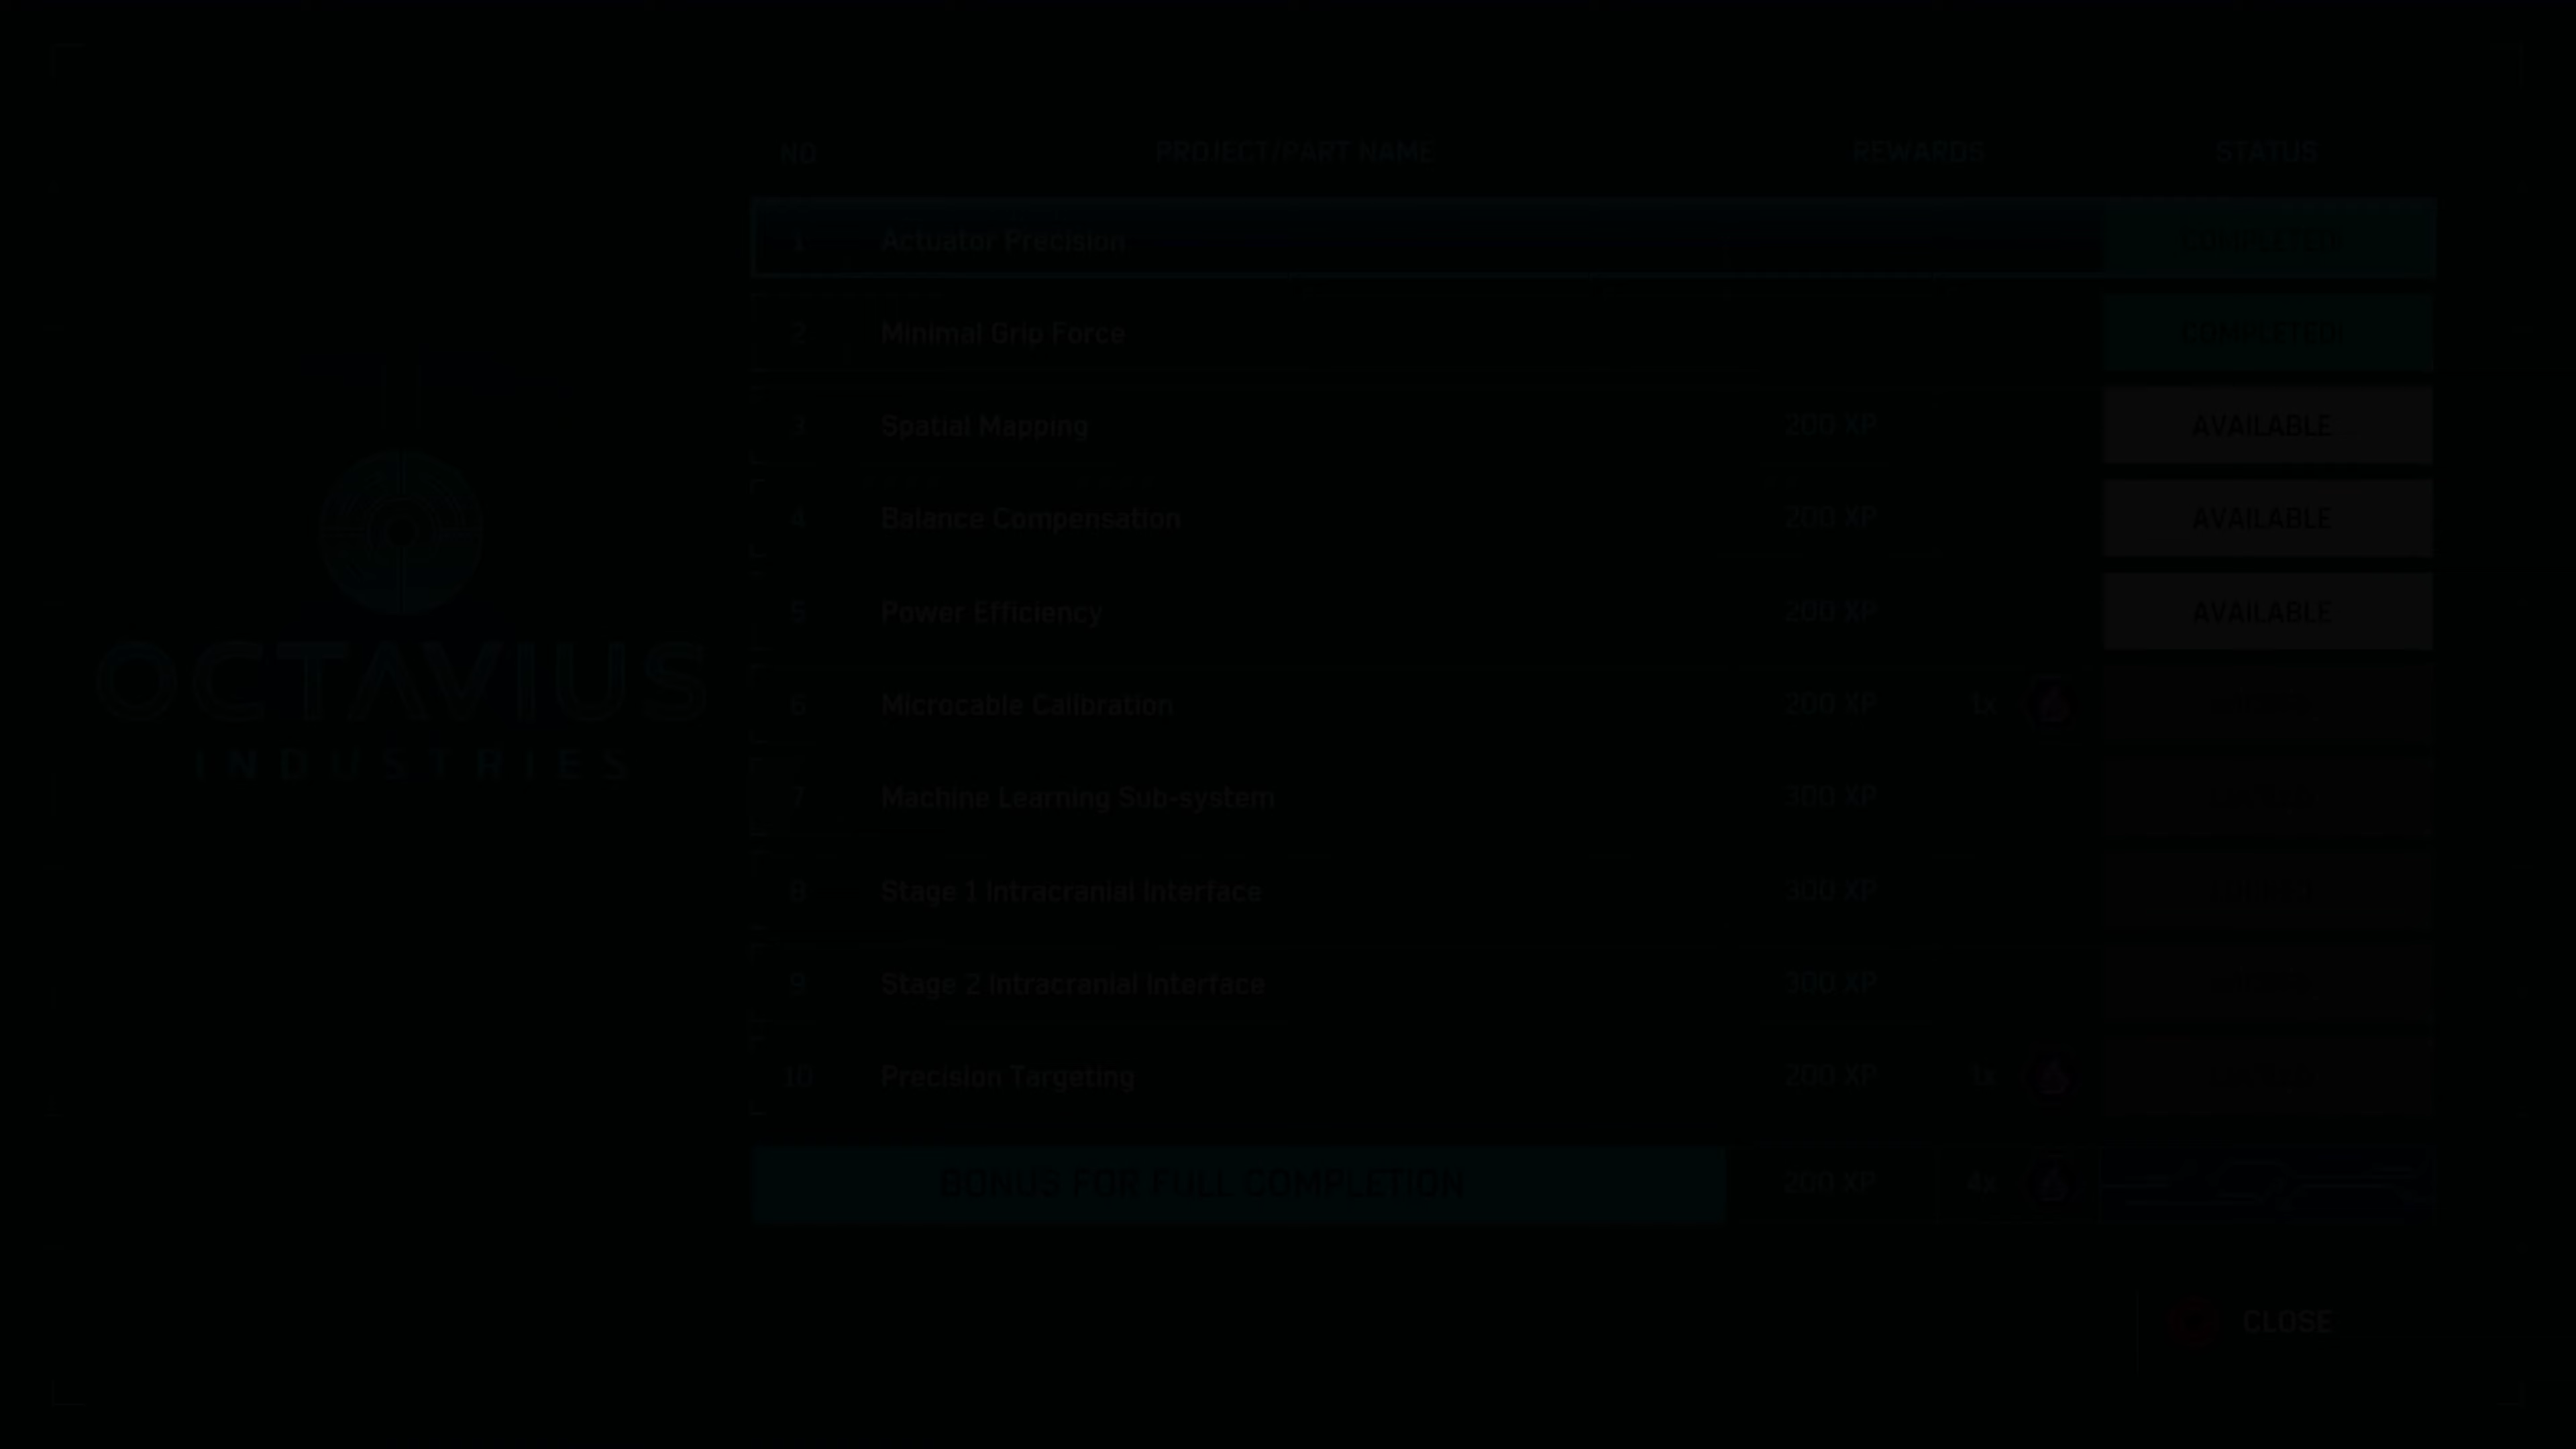 NO PROJECT/PART NAME REWARDS STATUS
1 Actuator Precision COMPLETED
2 Minimal Grip Force COMPLETED
3 Spatial Mapping 200 XP AVAILABLE
4 Balance Compensation 200 XP AVAILABLE
5 Power Efficiency 200 XP AVAILABLE
6 Microcable Calibration 200 XP 1x
7 Machine Learning Sub-system 300 XP
8 Stage 1 Intracranial Interface 300 XP
9 Stage 2 Intracranial Interface 300 XP
10 Precision Targeting 200 XP 1x
BONUS FOR FULL COMPLETION XP
OCTAVIUS
INDUSTRIES
CLOSE